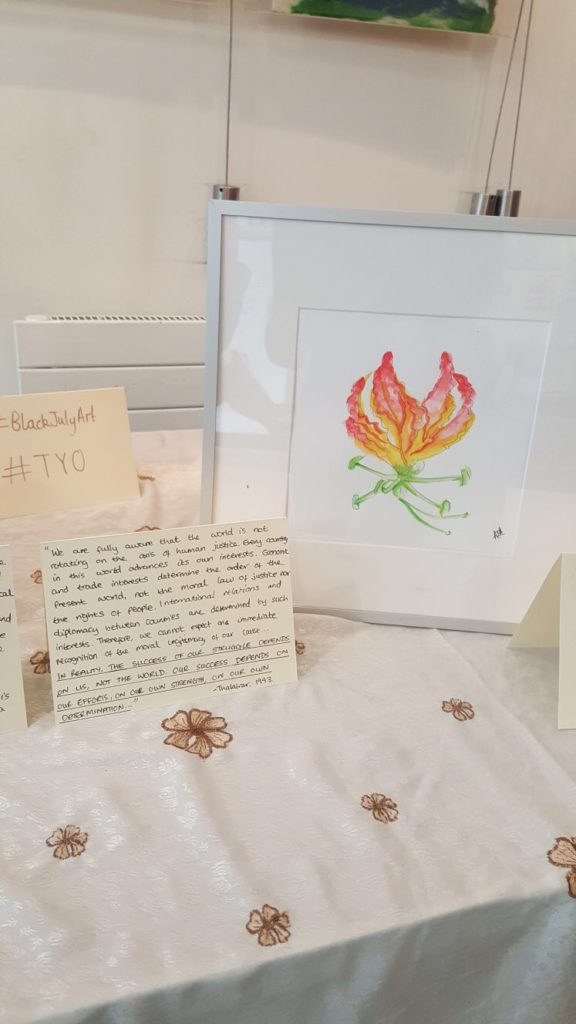 #BlackJulyArt
#TYO
"We are fully aware that the world is not
rotating on the axis of human justice. Every country
in this world advances its own interests. Economic
and trade interests determine the order of the
present world, not the moral law of justice nor
the rights of people. International relations and
diplomacy between countries are determined by such
interests. Therefore, we cannot expect an immediate
recognition of the moral legitimacy of our cause...
IN REALITY, THE SUCCESS OF OUR STRUGGLE DEPENDS
ON US, NOT THE WORLD. OUR SUCCESS DEPENDS ON
OUR EFFORTS, ON OUR OWN STRENGTH, ON OUR OWN
DETERMINATION..."
-Thalaivar, 1993